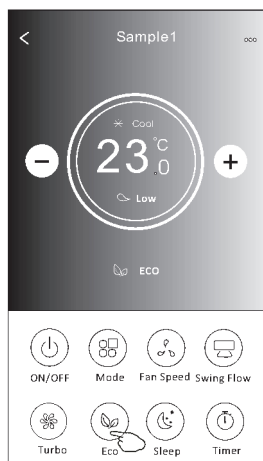 Sample1
Cool
23.0°C
Low
ECO
ON/OFF Mode Fan Speed Swing Flow
Turbo Eco Sleep Timer